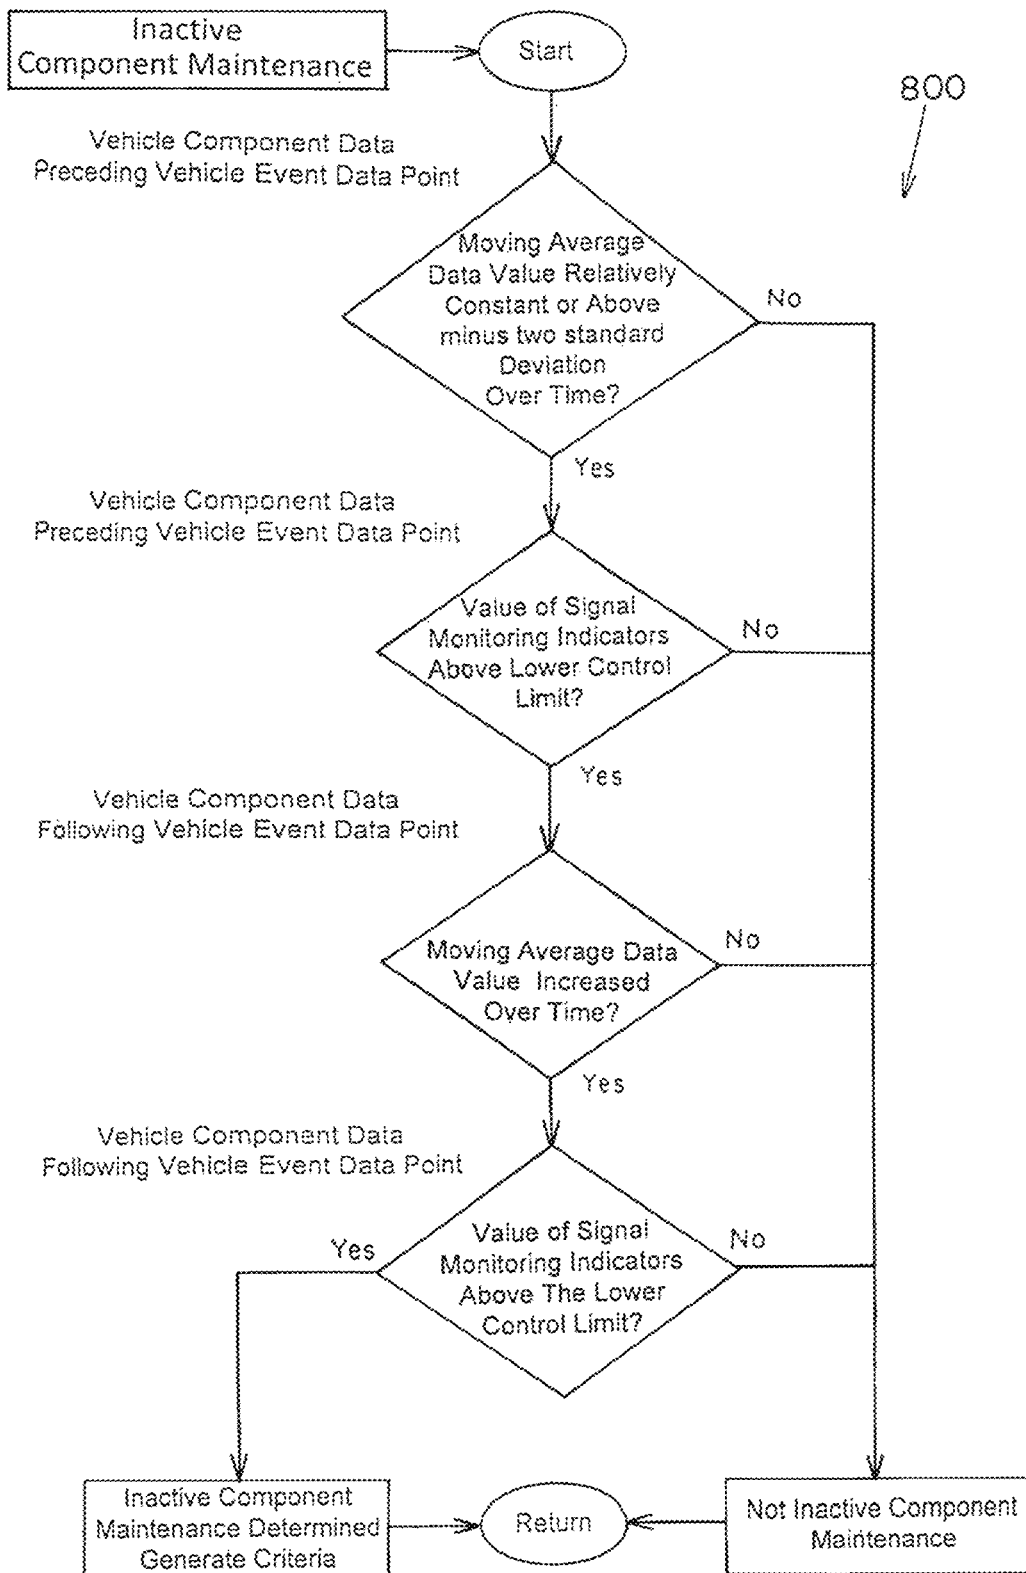 Inactive
Component Maintenance
Start
800
Vehicle Component Data
Preceding Vehicle Event Data Point
Moving Average
Data Value Relatively
Constant or Above
minus two standard
Deviation
Over Time?
No
Yes
Vehicle Component Data
Preceding Vehicle Event Data Point
Value of Signal
Monitoring Indicators
Above Lower Control
Limit?
No
Yes
Vehicle Component Data
Following Vehicle Event Data Point
Moving Average Data
Value Increased
Over Time?
No
Yes
Vehicle Component Data
Following Vehicle Event Data Point
Value of Signal
Monitoring Indicators
Above The Lower
Control Limit?
Yes
No
Inactive Component
Maintenance Determined
Generate Criteria
Return
Not Inactive Component
Maintenance